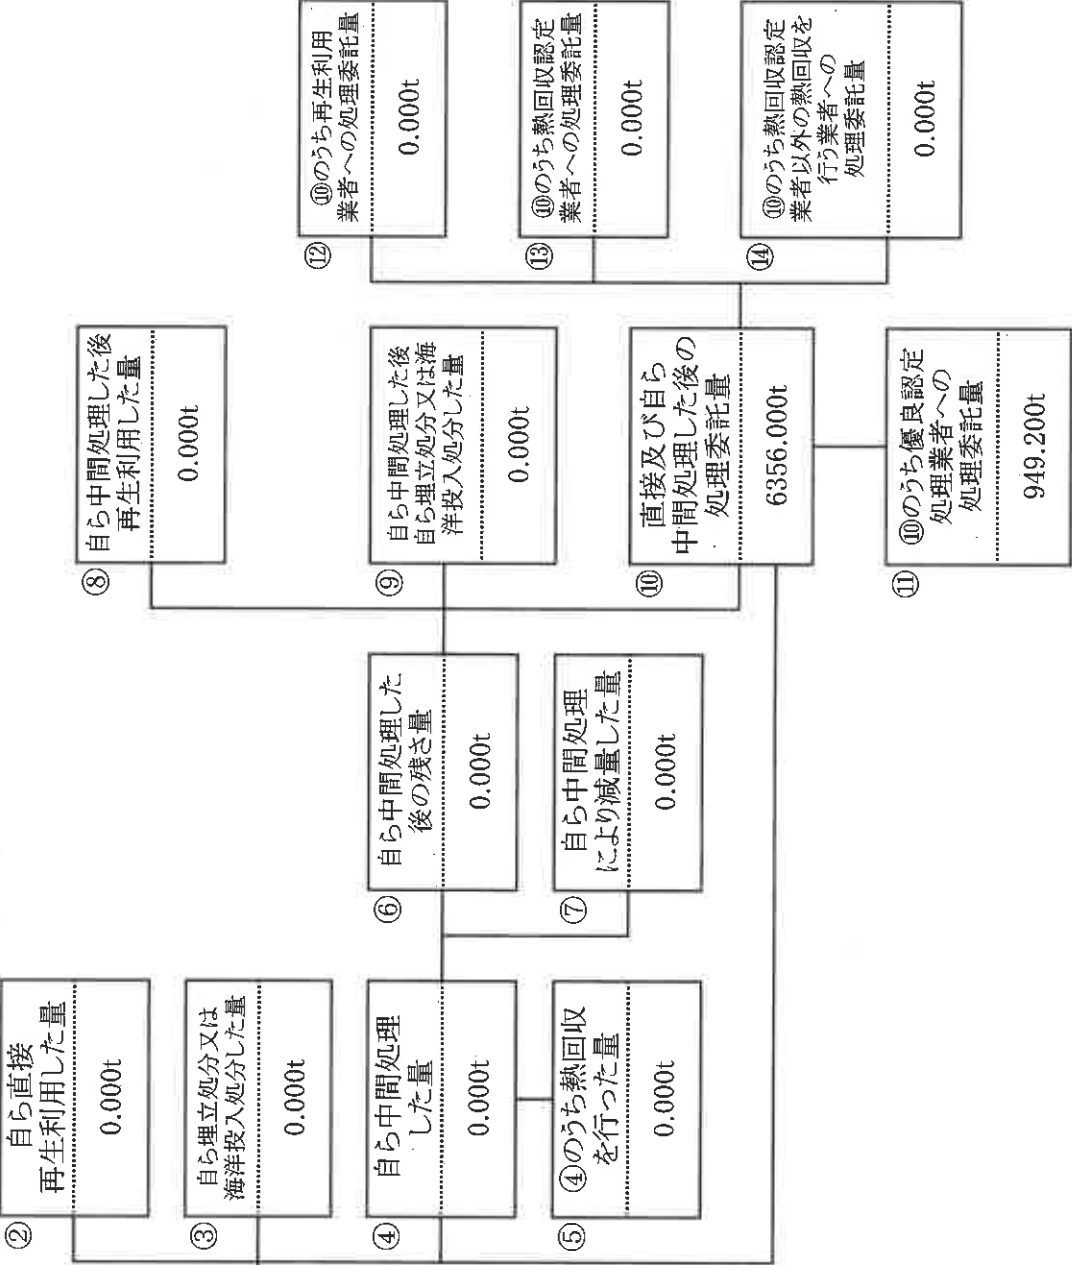 ②
自ら直接
再生利用した量
0.000t
③
自ら埋立処分又は
海洋投入処分した量
0.000t
④
自ら中間処理
した量
0.000t
⑤
④のうち熱回収
を行った量
0.000t
⑥
自ら中間処理した
後の残さ量
0.000t
⑦
自ら中間処理
により減量した量
0.000t
⑧
自ら中間処理した後
再生利用した量
0.000t
⑨
自ら中間処理した後
自ら埋立処分又は海
洋投入処分した量
0.000t
⑩
直接及び自ら
中間処理した後の
処理委託量
6356.000t
⑪
⑩のうち優良認定
処理業者への
処理委託量
949.200t
⑫
⑩のうち再生利用
業者への処理委託量
0.000t
⑬
⑩のうち熱回収認定
業者への処理委託量
0.000t
⑭
⑩のうち熱回収認定
業者以外の熱回収を
行う業者への
処理委託量
0.000t